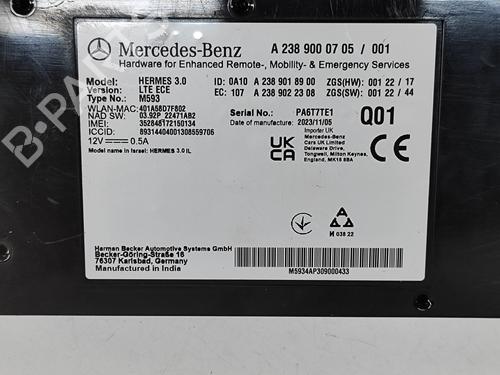 Mercedes-Benz A 238 900 07 05 / 001
Hardware for Enhanced Remote-, Mobility- & Emergency Services
Model: HERMES 3.0 ID: 0A10 A 238 901 89 00 ZGS(HW): 001 22 / 17
Version: LTE ECE EC: 107 A 238 902 23 08 ZGS(SW): 001 22 / 44
Type No.: M593
WLAN-MAC: 401A58D7F802 Serial No.: PA6T7TE1 Q01
NAD SW: 03.92P_22471AB2 Date of manufacture: 2023/11/05
IMEI: 352848172150134
ICCID: 89314404001308559706
12V 0.5A
Model name in Israel: HERMES 3.0 IL
UK
CA
Importer UK
Mercedes-Benz
Cars UK Limited
Delaware Drive,
Tongwell, Milton Keynes,
England, MK15 8BA
И 038 22
Harman Becker Automotive Systems GmbH
Becker-Göring-Straße 16
76307 Karlsbad, Germany
Manufactured in India
M5934AP309000433
B-PARTS